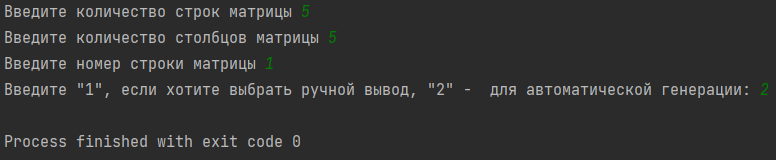 Введите количество строк матрицы 5
Введите количество столбцов матрицы 5
Введите номер строки матрицы 1
Введите "1", если хотите выбрать ручной вывод, "2" -  для автоматической генерации: 2
Process finished with exit code 0